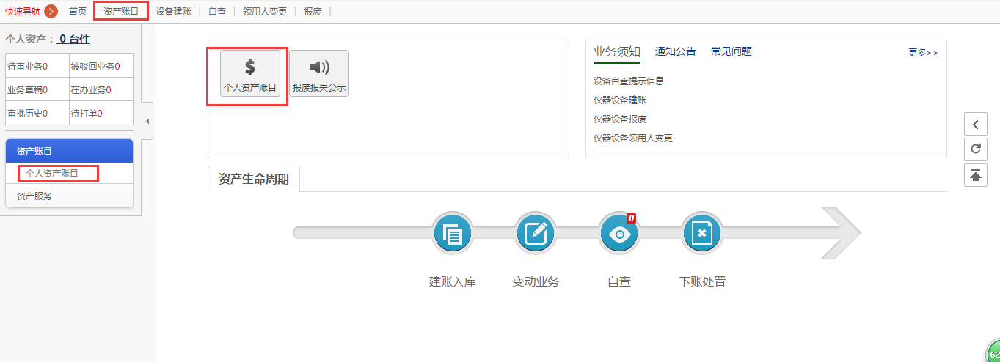 快速导航 首页 资产账目 设备建账 | 自查 | 领用人变更 | 报废 |
个人资产： 0 台件
待审业务0 被驳回业务0
业务草稿0 在办业务0
审批历史0 待打单0
资产账目
个人资产账目
资产服务
个人资产账目 报废报失公示
业务须知 通知公告 常见问题 更多>>
设备自查提示信息
仪器设备建账
仪器设备报废
仪器设备领用人变更
资产生命周期
0
建账入库 变动业务 自查 下账处置